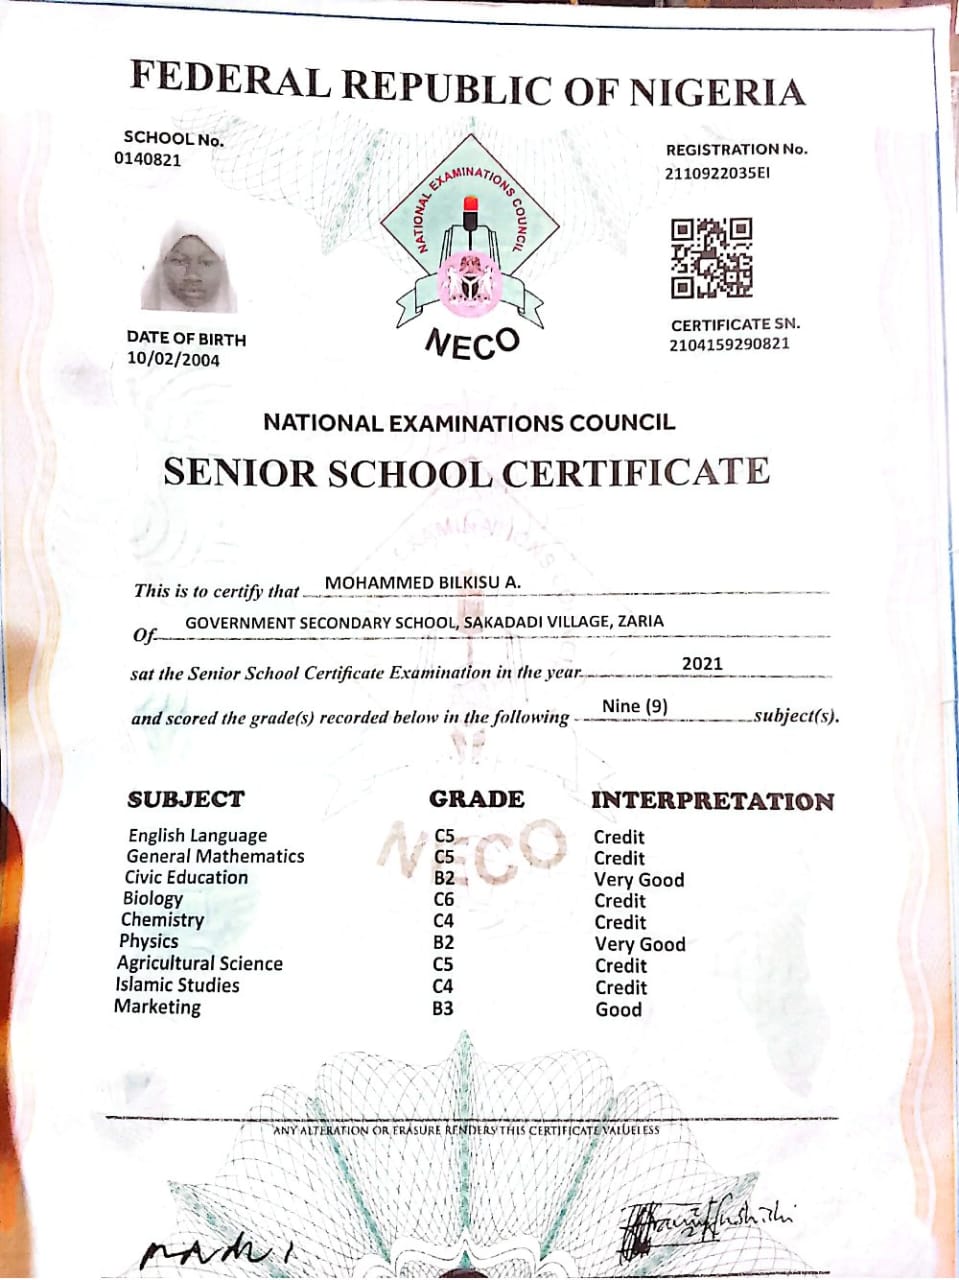 FEDERAL REPUBLIC OF NIGERIA
SCHOOL No.
0140821
REGISTRATION No.
2110922035EI
NATIONAL EXAMINATIONS COUNCIL
NECO
DATE OF BIRTH
10/02/2004
CERTIFICATE SN.
2104159290821
NATIONAL EXAMINATIONS COUNCIL
SENIOR SCHOOL CERTIFICATE
This is to certify that MOHAMMED BILKISU A.
Of GOVERNMENT SECONDARY SCHOOL, SAKADADI VILLAGE, ZARIA
sat the Senior School Certificate Examination in the year 2021
and scored the grade(s) recorded below in the following Nine (9) subject(s).
SUBJECT GRADE INTERPRETATION
English Language C5 Credit
General Mathematics C5 Credit
Civic Education B2 Very Good
Biology C6 Credit
Chemistry C4 Credit
Physics B2 Very Good
Agricultural Science C5 Credit
Islamic Studies C4 Credit
Marketing B3 Good
NECO
ANY ALTERATION OR ERASURE RENDERS THIS CERTIFICATE VALUELESS